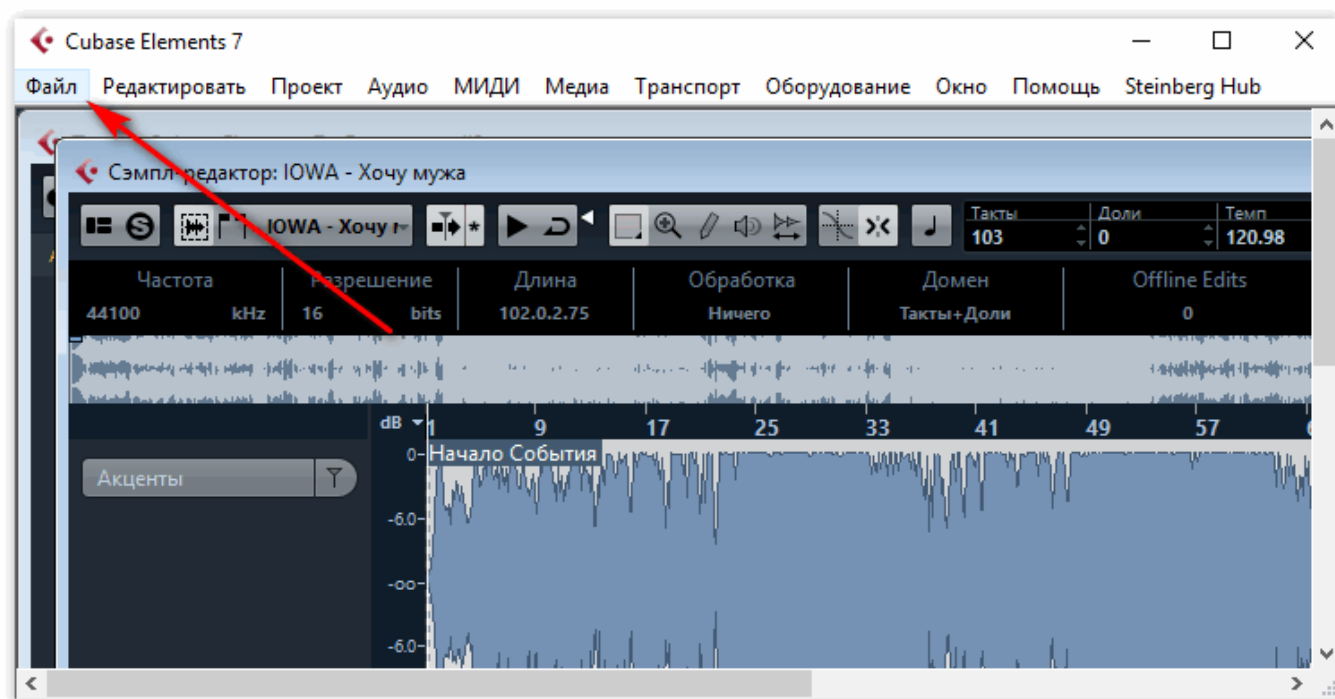 Cubase Elements 7
Файл Редактировать Проект Аудио МИДИ Медиа Транспорт Оборудование Окно Помощь Steinberg Hub
Сэмпл-редактор: IOWA - Хочу мужа
IOWA - Хочу
Такты Доли Темп
103 0 120.98
Частота Разрешение Длина Обработка Домен Offline Edits
44100 kHz 16 bits 102.0.2.75 Ничего Такты+Доли 0
dB 1 9 17 25 33 41 49 57
0 Начало События
Акценты
-6.0
-oo
-6.0